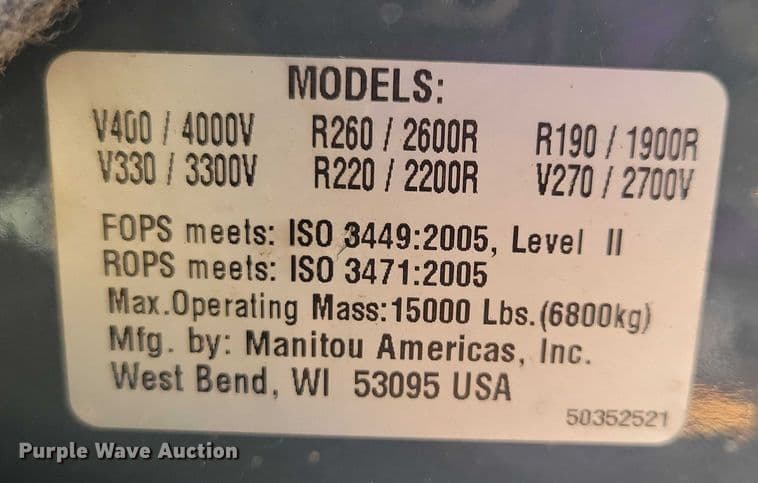 MODELS:
V400 / 4000V R260 / 2600R R190 / 1900R
V330 / 3300V R220 / 2200R V270 / 2700V
FOPS meets: ISO 3449:2005, Level II
ROPS meets: ISO 3471:2005
Max.Operating Mass:15000 Lbs.(6800kg)
Mfg. by: Manitou Americas, Inc.
West Bend, WI 53095 USA
50352521
Purple Wave Auction